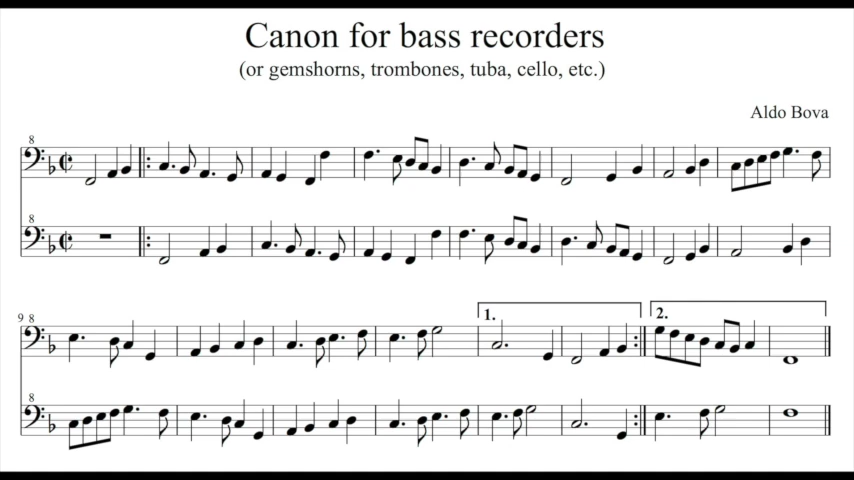 Canon for bass recorders
(or gemshorns, trombones, tuba, cello, etc.)
Aldo Bova
8
8
9 8
1.
2.
8